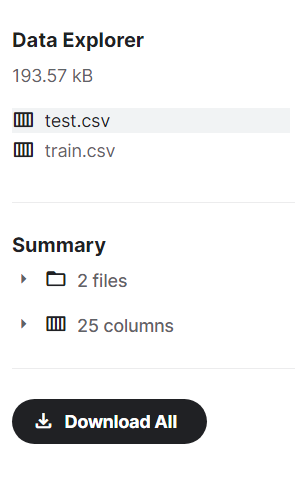 Data Explorer
193.57 kB
test.csv
train.csv
Summary
2 files
25 columns
Download All